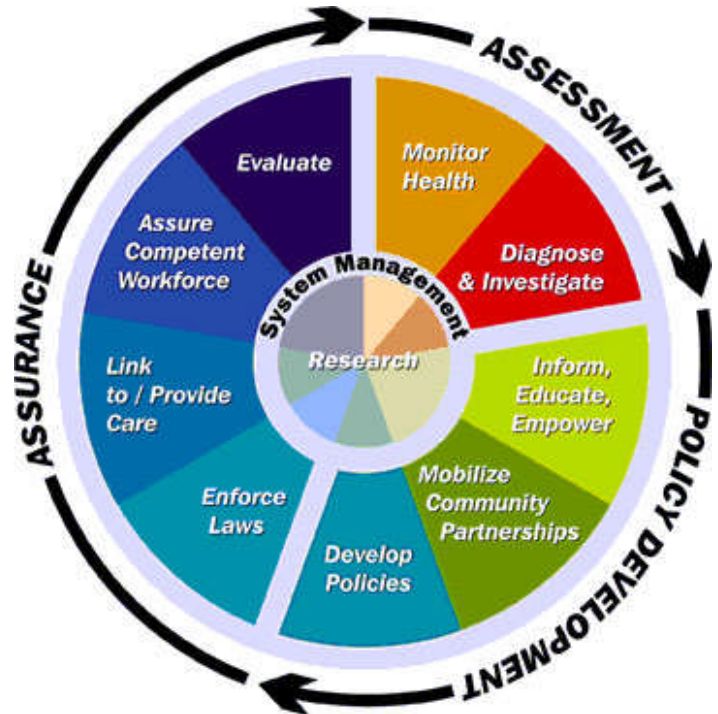 ASSESSMENT
Monitor
Health
Diagnose
& Investigate
POLICY DEVELOPMENT
Inform,
Educate,
Empower
Mobilize
Community
Partnerships
Develop
Policies
ASSURANCE
Enforce
Laws
Link
to / Provide
Care
Assure
Competent
Workforce
Evaluate
System Management
Research